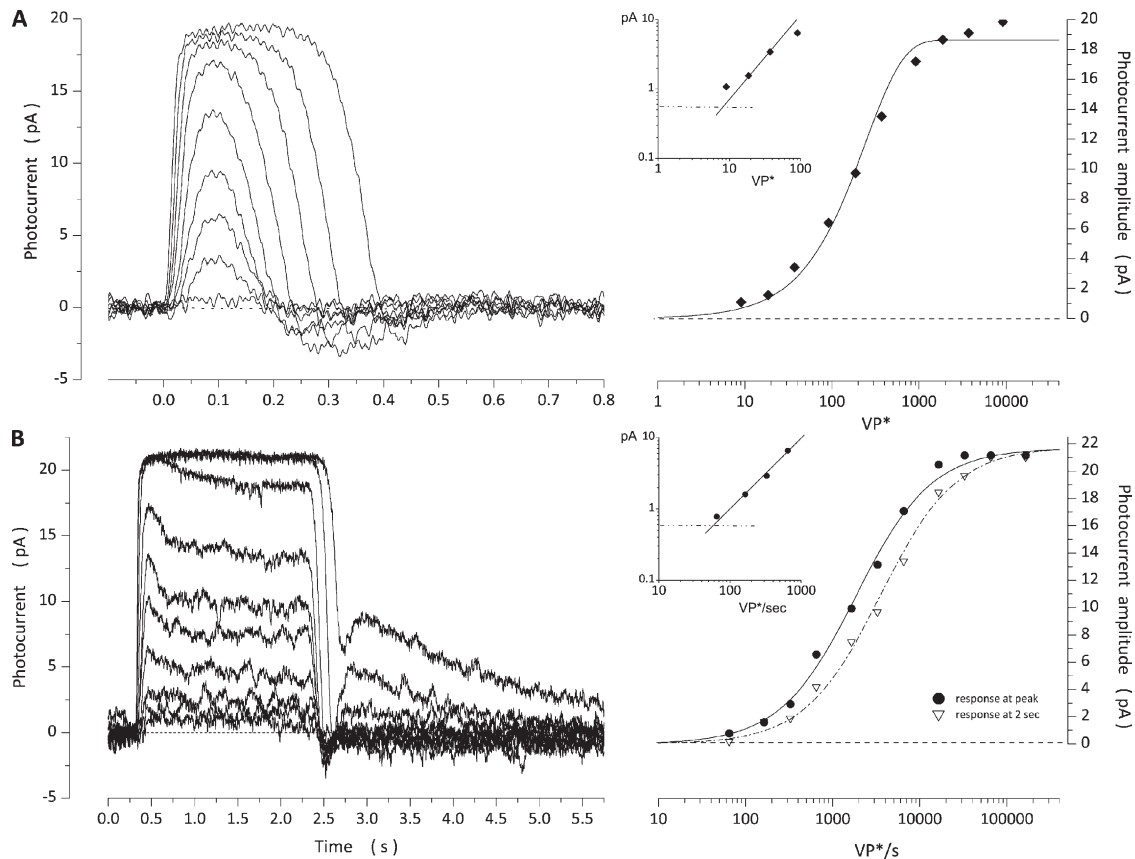 A
Photocurrent ( pA )
20
15
10
5
0
-5
0.0 0.1 0.2 0.3 0.4 0.5 0.6 0.7 0.8
pA 10
1
0.1
1 10 100
VP*
20
18
16
14
12
10
8
6
4
2
0
Photocurrent amplitude ( pA )
1 10 100 1000 10000
VP*
B
Photocurrent ( pA )
20
15
10
5
0
-5
0.0 0.5 1.0 1.5 2.0 2.5 3.0 3.5 4.0 4.5 5.0 5.5
Time ( s )
pA 10
1
0.1
10 100 1000
VP*/sec
22
20
18
16
14
12
10
8
6
4
2
0
Photocurrent amplitude ( pA )
response at peak
response at 2 sec
10 100 1000 10000 100000
VP*/s